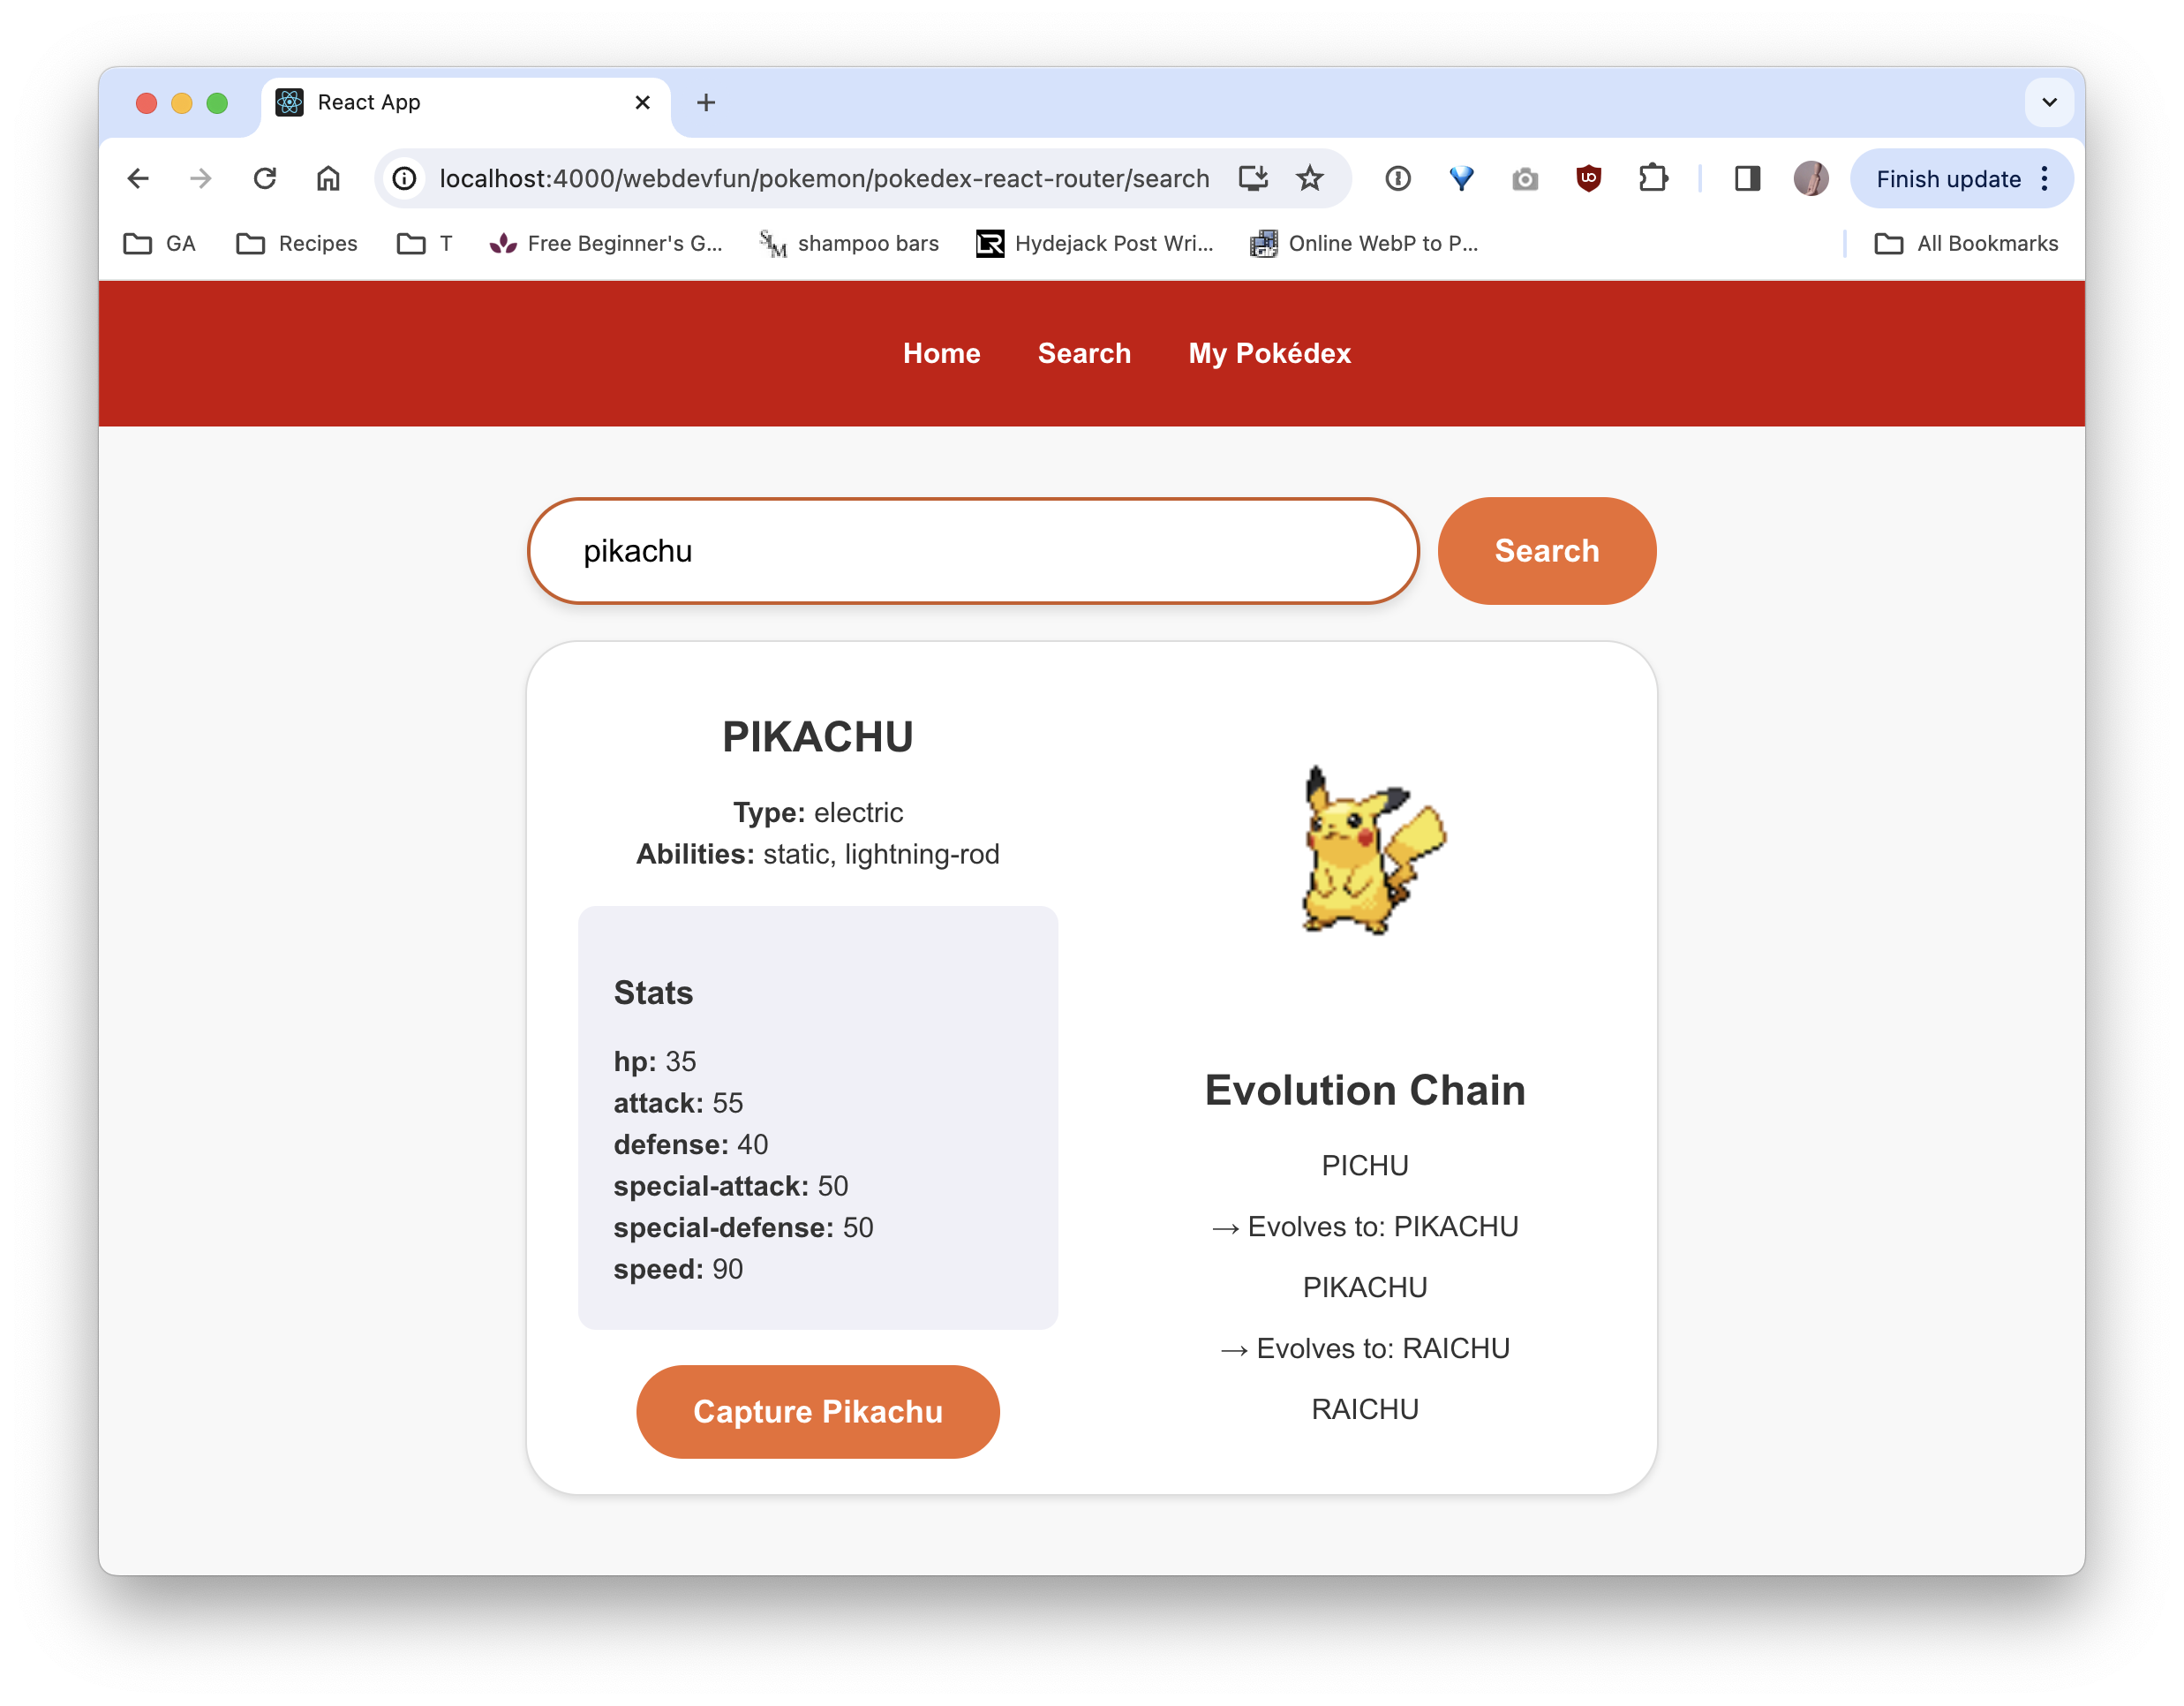 React App
localhost:4000/webdevfun/pokemon/pokedex-react-router/search
Finish update
GA
Recipes
T
Free Beginner's G...
shampoo bars
Hydejack Post Wri...
Online WebP to P...
All Bookmarks
Home
Search
My Pokédex
pikachu
Search
PIKACHU
Type: electric
Abilities: static, lightning-rod
Stats
hp: 35
attack: 55
defense: 40
special-attack: 50
special-defense: 50
speed: 90
Capture Pikachu
Evolution Chain
PICHU
→ Evolves to: PIKACHU
PIKACHU
→ Evolves to: RAICHU
RAICHU